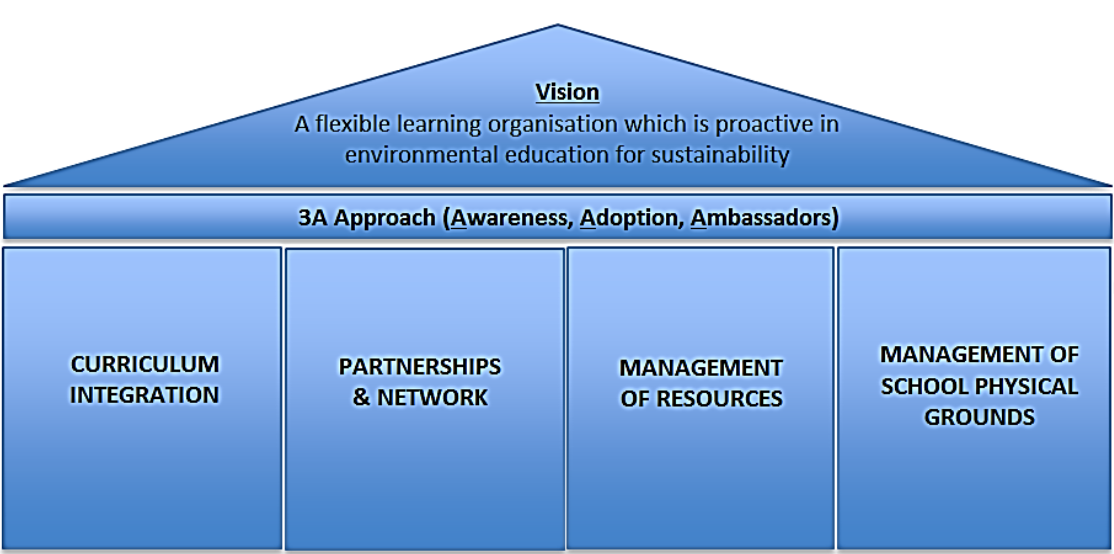 Vision
A flexible learning organisation which is proactive in
environmental education for sustainability
3A Approach (Awareness, Adoption, Ambassadors)
CURRICULUM
INTEGRATION
PARTNERSHIPS
& NETWORK
MANAGEMENT
OF RESOURCES
MANAGEMENT OF
SCHOOL PHYSICAL
GROUNDS